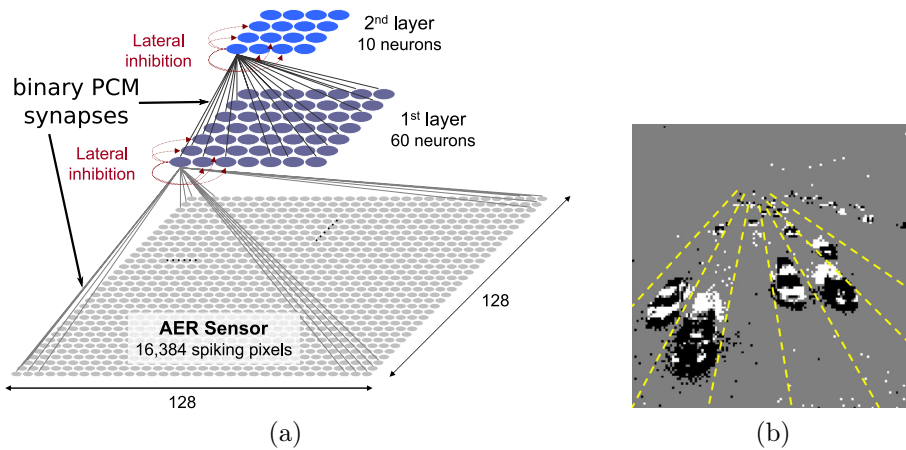 2nd layer
10 neurons
Lateral
inhibition
binary PCM
synapses
1st layer
60 neurons
Lateral
inhibition
128
AER Sensor
16,384 spiking pixels
128
(a)
(b)